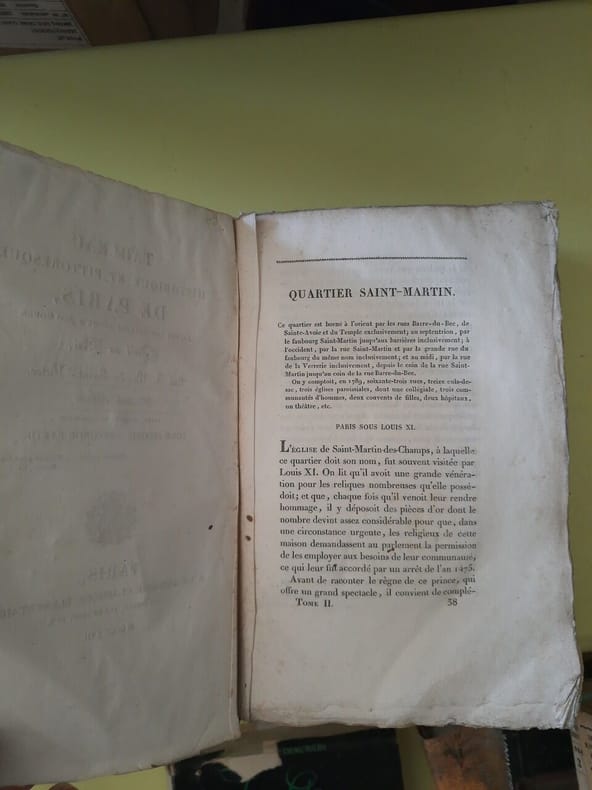 QUARTIER SAINT-MARTIN.
Ce quartier est borné à l'orient par les rues Barre-du-Bec, de
Sainte-Avoie et du Temple exclusivement; au septentrion, par
le faubourg Saint-Martin jusqu'aux barrières inclusivement; à
l'occident, par la rue Saint-Martin et par la grande rue du
faubourg du même nom inclusivement; et au midi, par la rue
de la Verrerie inclusivement, depuis le coin de la rue Saint-
Martin jusqu'au coin de la rue Barre-du-Bec.
On y comptoit, en 1789, soixante-trois rues, treize culs-de-
sac, trois églises paroissiales, dont une collégiale, trois com-
munautés d'hommes, deux couvents de filles, deux hôpitaux,
un théâtre, etc.
PARIS SOUS LOUIS XI.
L'ÉGLISE de Saint-Martin-des-Champs, à laquelle
ce quartier doit son nom, fut souvent visitée par
Louis XI. On lit qu'il avoit une grande vénéra-
tion pour les reliques nombreuses qu'elle possé-
doit; et que, chaque fois qu'il venoit leur rendre
hommage, il y déposoit des pièces d'or dont le
nombre devint assez considérable pour que, dans
une circonstance urgente, les religieux de cette
maison demandassent au parlement la permission
de les employer aux besoins de leur communauté,
ce qui leur fut accordé par un arrêt de l'an 1475.
Avant de raconter le règne de ce prince, qui
offre un grand spectacle, il convient de complé-
TOME II. 38
TABLEAU
HISTORIQUE ET PITTORESQUE
DE PARIS,
PARIS